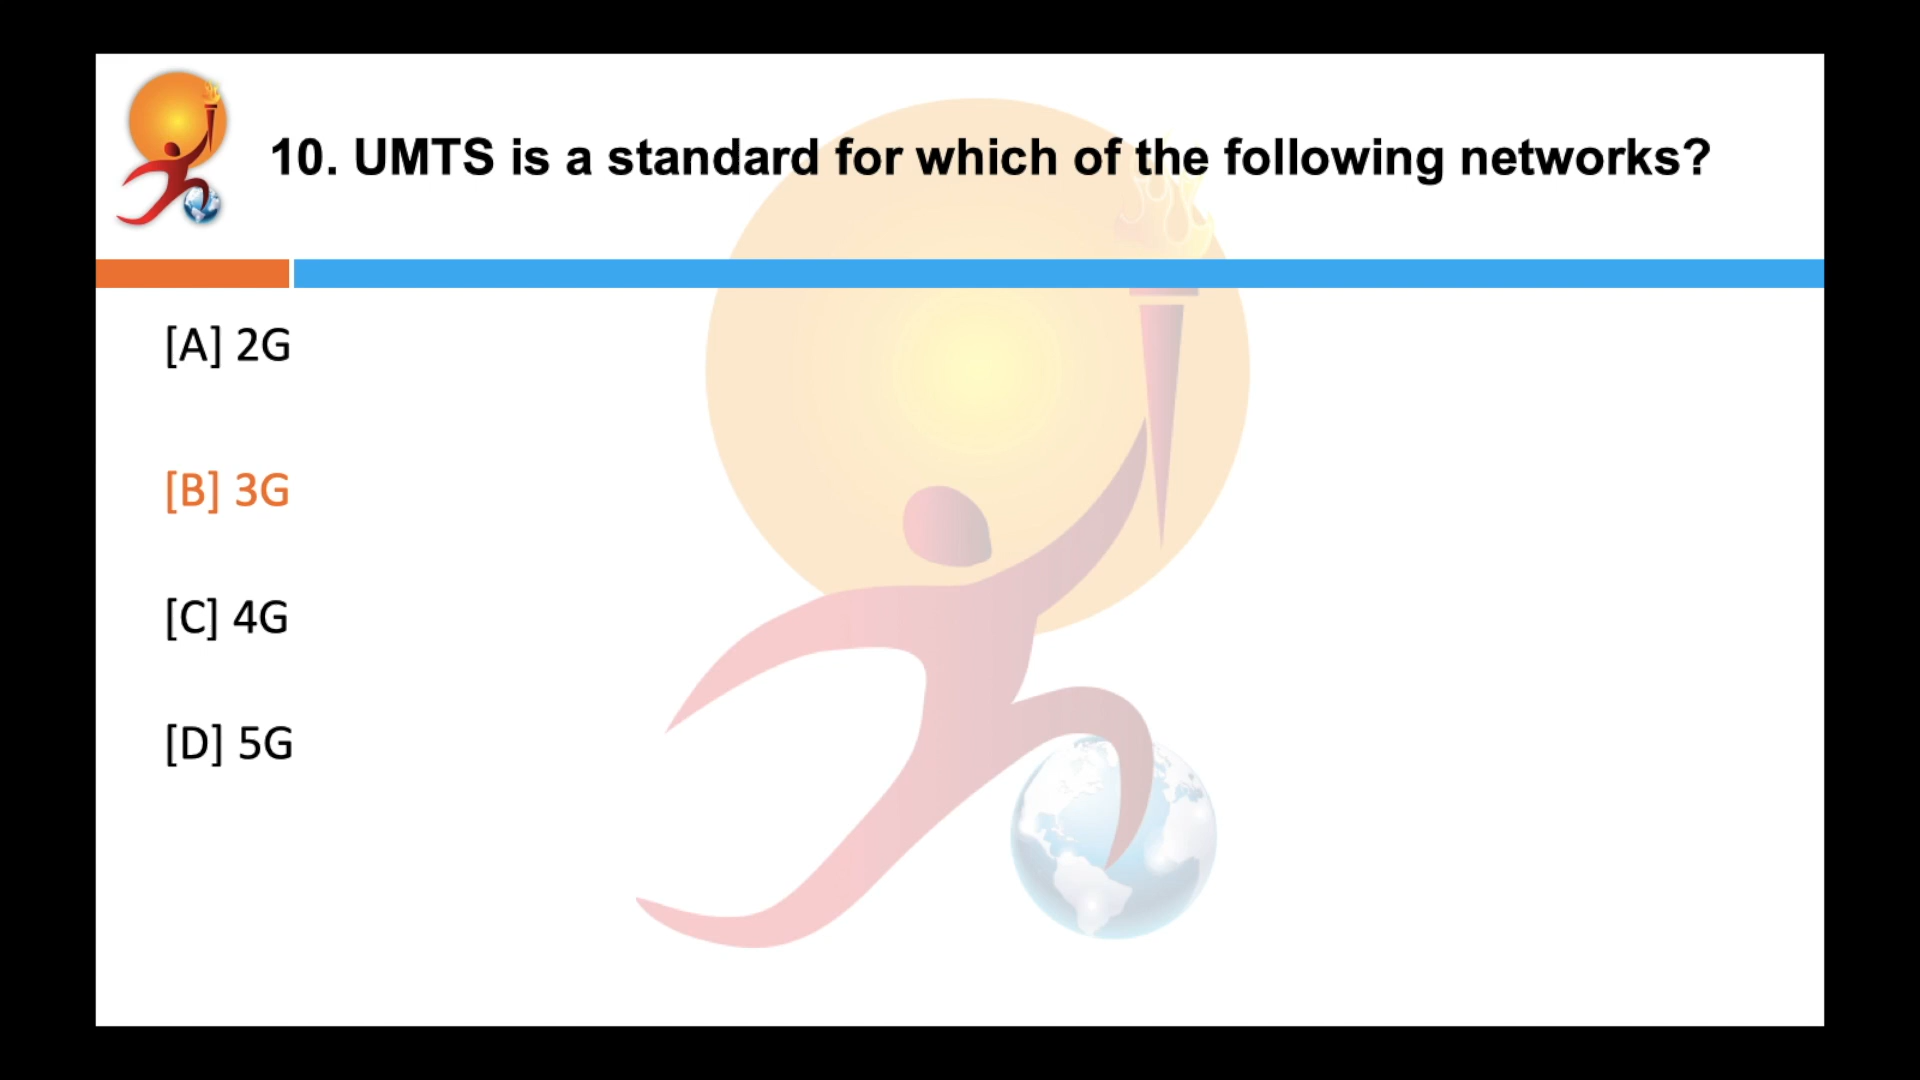 10. UMTS is a standard for which of the following networks?
[A] 2G
[B] 3G
[C] 4G
[D] 5G